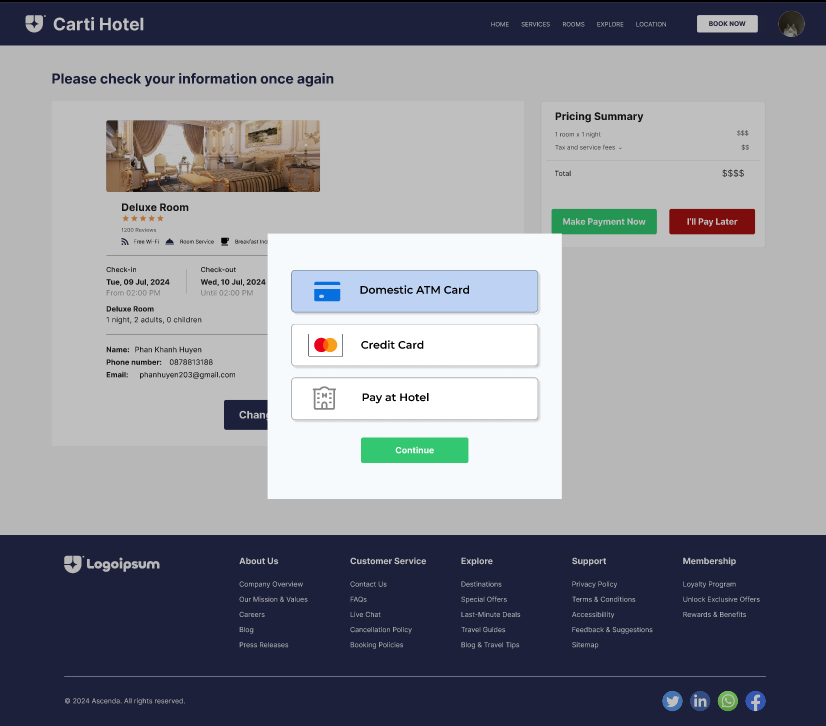 Carti Hotel
HOME SERVICES ROOMS EXPLORE LOCATION BOOK NOW
Please check your information once again
Pricing Summary
1 room x 1 night $$$
Tax and service fees $$
Total $$$$
Make Payment Now I'll Pay Later
Deluxe Room
1200 Reviews
Free Wi-Fi Room Service Breakfast Inc
Check-in Check-out
Tue, 09 Jul, 2024 Wed, 10 Jul, 2024
From 02:00 PM Until 02:00 PM
Deluxe Room
1 night, 2 adults, 0 children
Name: Phan Khanh Huyen
Phone number: 0878813188
Email: phanhuyen203@gmail.com
Chang
Domestic ATM Card
Credit Card
Pay at Hotel
Continue
Logoipsum
About Us
Company Overview
Our Mission & Values
Careers
Blog
Press Releases
Customer Service
Contact Us
FAQs
Live Chat
Cancellation Policy
Booking Policies
Explore
Destinations
Special Offers
Last-Minute Deals
Travel Guides
Blog & Travel Tips
Support
Privacy Policy
Terms & Conditions
Accessibility
Feedback & Suggestions
Sitemap
Membership
Loyalty Program
Unlock Exclusive Offers
Rewards & Benefits
© 2024 Ascenda. All rights reserved.